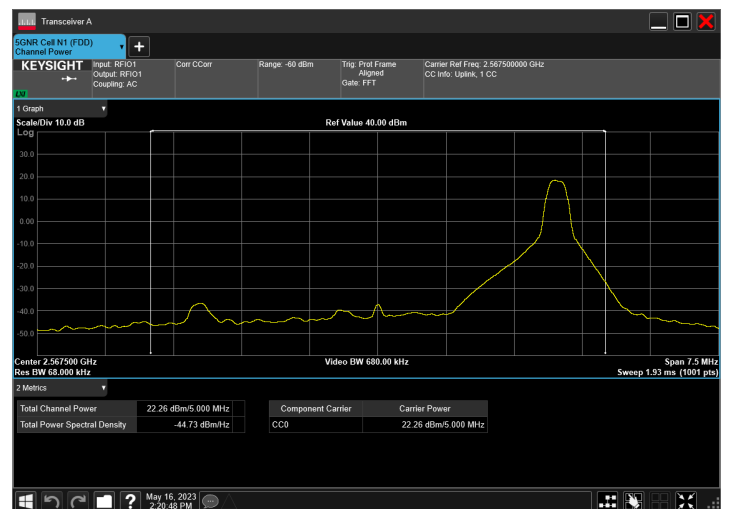 Transceiver A
5GNR Cell N1 (FDD)
Channel Power
KEYSIGHT
Input: RFIO1
Output: RFIO1
Coupling: AC
Corr CCorr
Range: -60 dBm
Trig: Prot Frame
Aligned
Gate: FFT
Carrier Ref Freq: 2.567500000 GHz
CC Info: Uplink, 1 CC
LXI
1 Graph
Scale/Div 10.0 dB
Ref Value 40.00 dBm
Log
30.0
20.0
10.0
0.00
-10.0
-20.0
-30.0
-40.0
-50.0
Center 2.567500 GHz
Video BW 680.00 kHz
Span 7.5 MHz
Res BW 68.000 kHz
Sweep 1.93 ms (1001 pts)
2 Metrics
Total Channel Power 22.26 dBm/5.000 MHz
Total Power Spectral Density -44.73 dBm/Hz
Component Carrier Carrier Power
CC0 22.26 dBm/5.000 MHz
May 16, 2023
2:20:48 PM